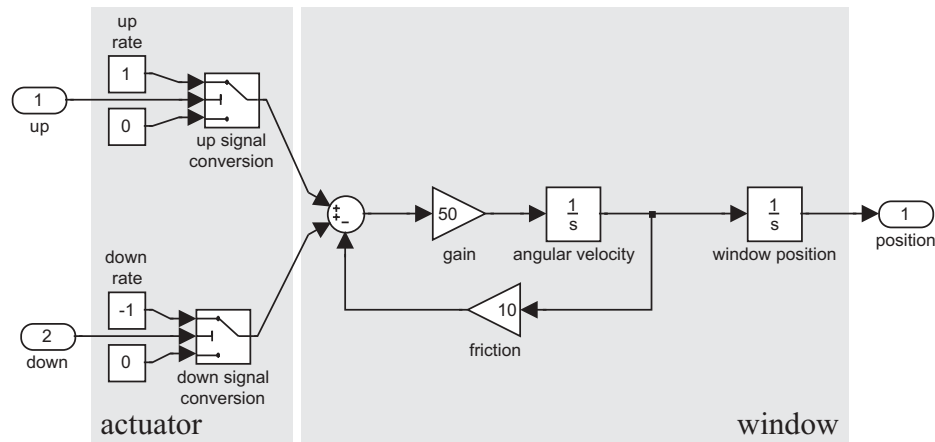 up
rate
1
1
up
0
up signal
conversion
+
+
−
50
gain
1
s
angular velocity
1
s
window position
1
position
10
friction
down
rate
-1
2
down
0
down signal
conversion
actuator
window